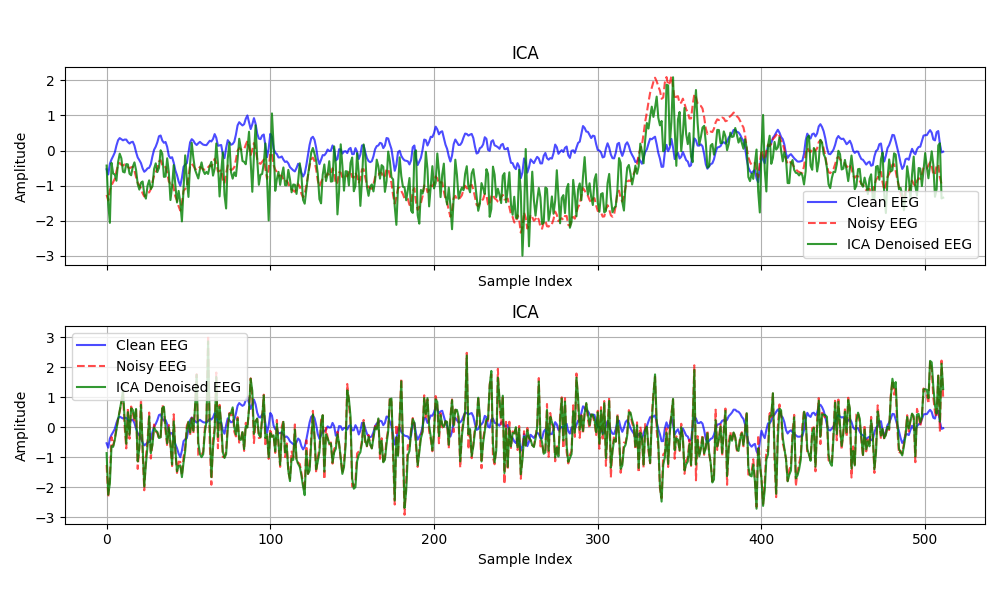 ICA
Amplitude
2
1
0
−1
−2
−3
Clean EEG
Noisy EEG
ICA Denoised EEG
Sample Index
ICA
Amplitude
3
2
1
0
−1
−2
−3
Clean EEG
Noisy EEG
ICA Denoised EEG
0 100 200 300 400 500
Sample Index